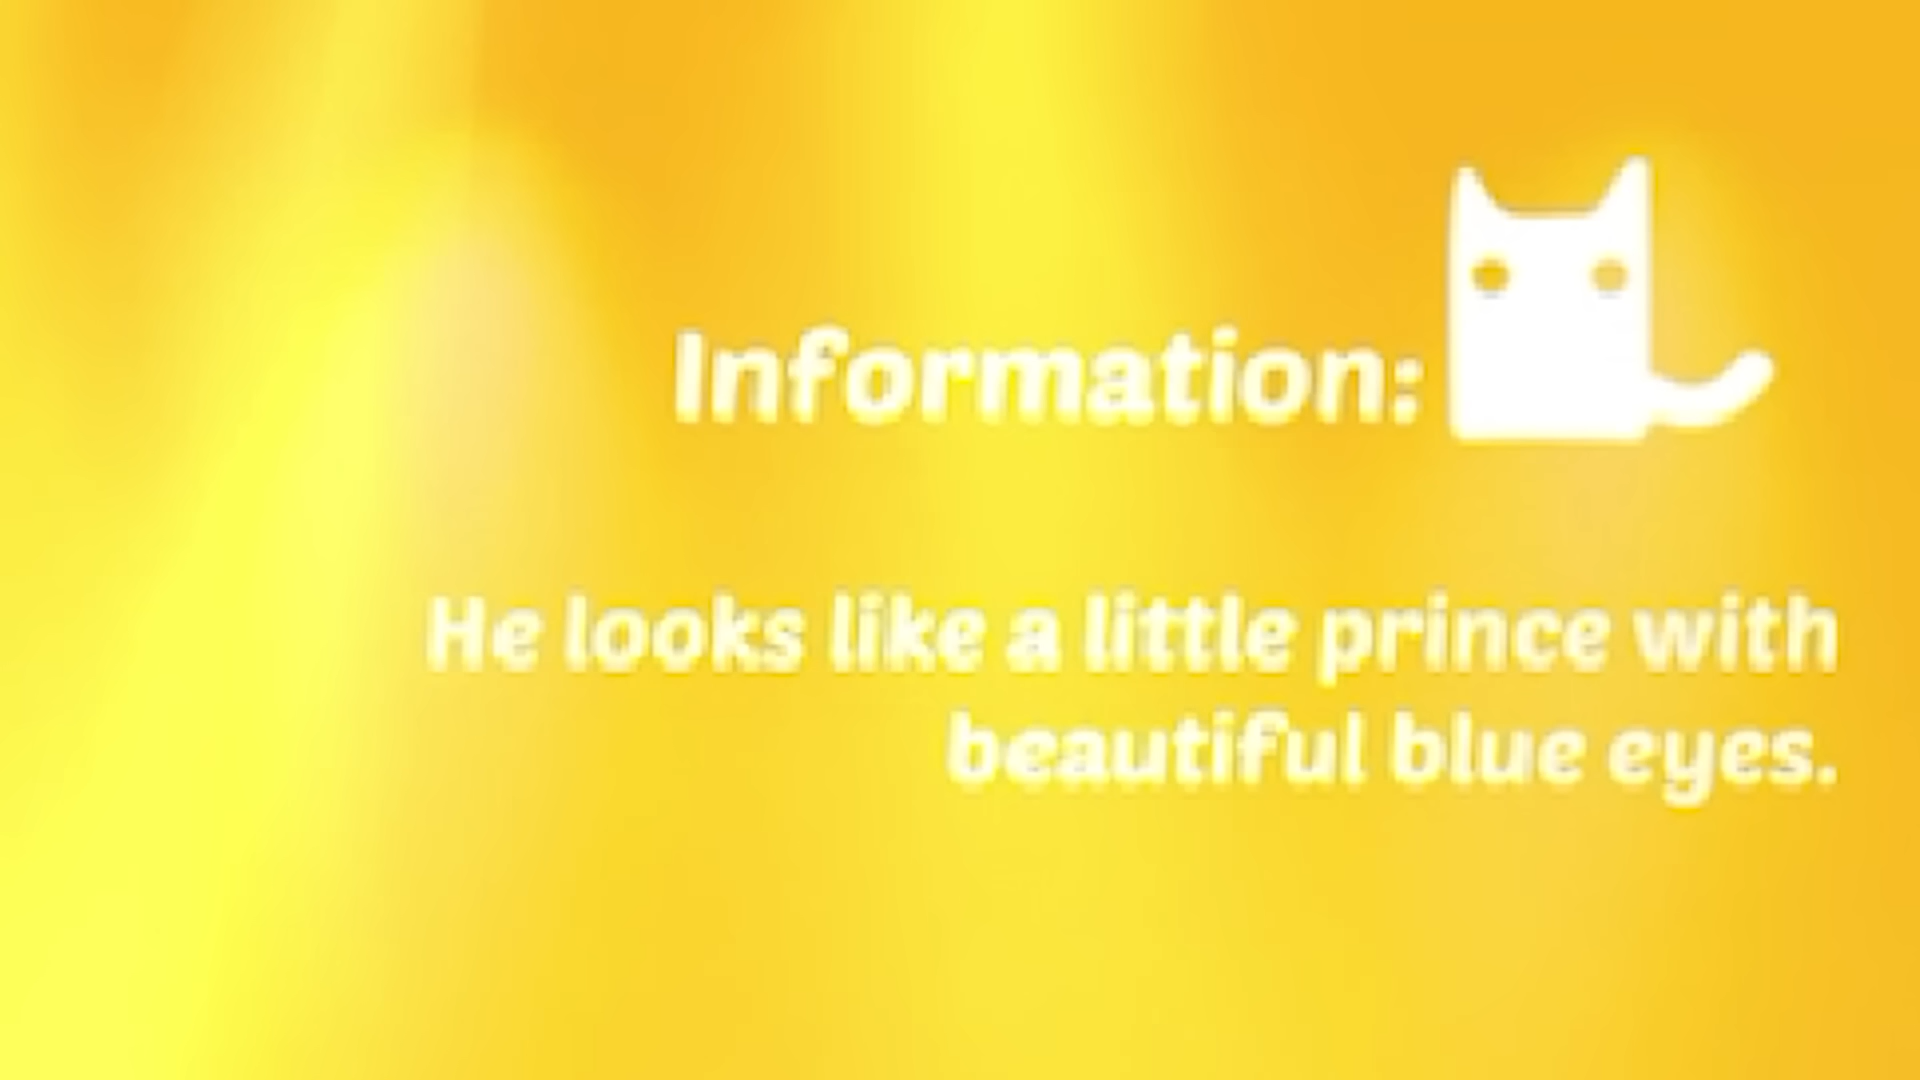 Information:
He looks like a little prince with
beautiful blue eyes.